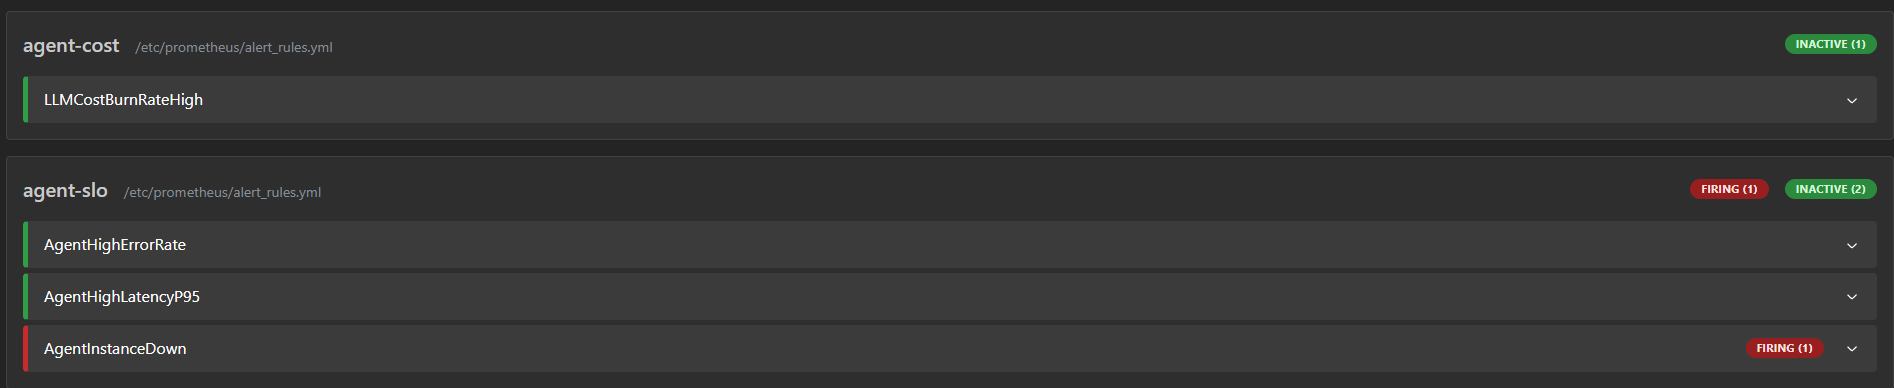 agent-cost /etc/prometheus/alert_rules.yml INACTIVE (1)
LLMCostBurnRateHigh
agent-slo /etc/prometheus/alert_rules.yml FIRING (1) INACTIVE (2)
AgentHighErrorRate
AgentHighLatencyP95
AgentInstanceDown FIRING (1)